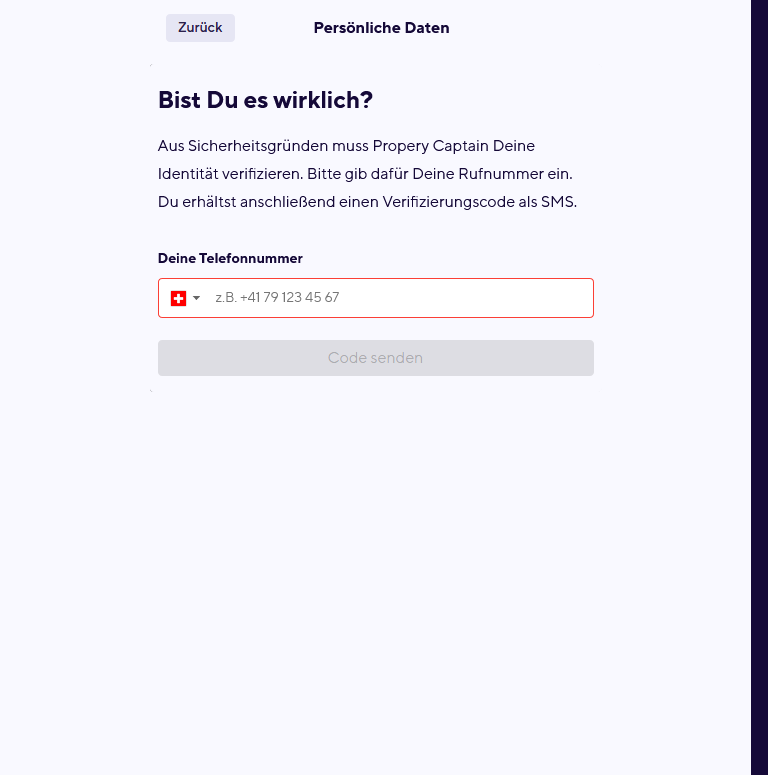 Zurück
Persönliche Daten
Bist Du es wirklich?
Aus Sicherheitsgründen muss Propery Captain Deine
Identität verifizieren. Bitte gib dafür Deine Rufnummer ein.
Du erhältst anschließend einen Verifizierungscode als SMS.
Deine Telefonnummer
z.B. +41 79 123 45 67
Code senden